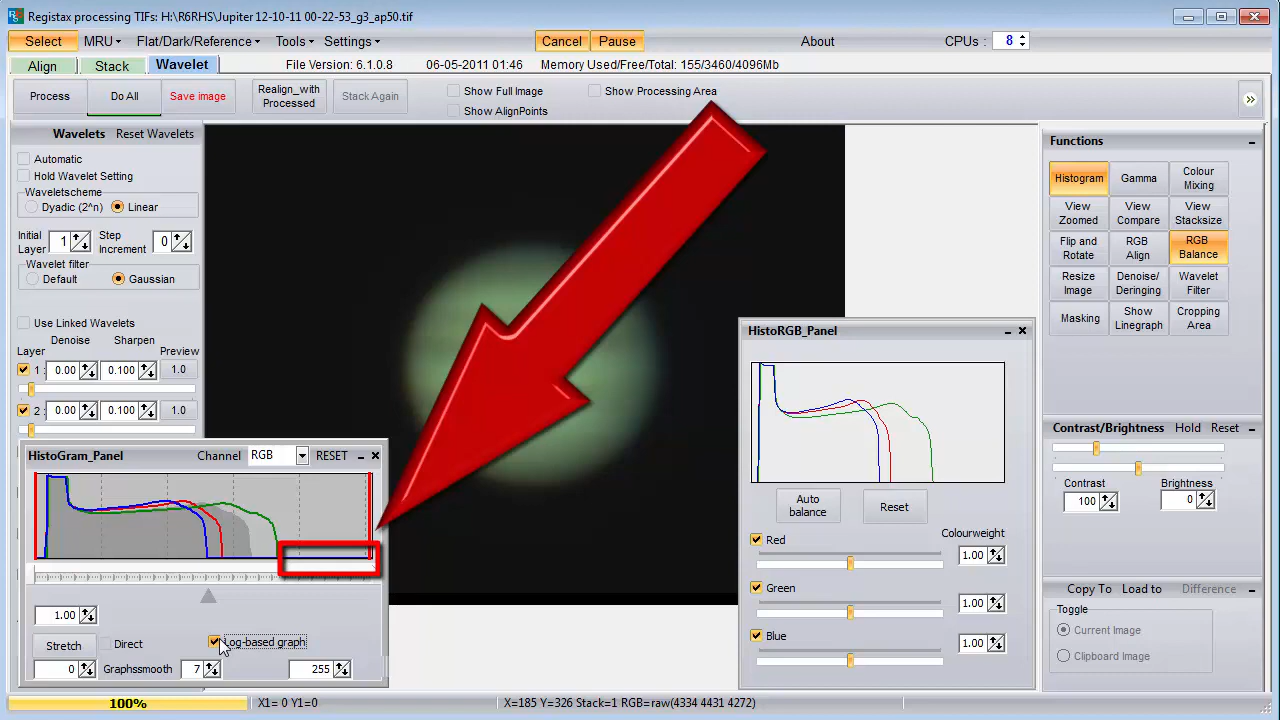 Registax processing TIFs: H:\R6RHS\Jupiter 12-10-11 00-22-53_g3_ap50.tif
Select MRU Flat/Dark/Reference Tools Settings Cancel Pause About CPUs: 8
Align Stack Wavelet File Version: 6.1.0.8 06-05-2011 01:46 Memory Used/Free/Total: 155/3460/4096Mb
Process Do All Save image Realign_with Processed Stack Again
Show Full Image Show Processing Area
Show AlignPoints
Wavelets Reset Wavelets
Automatic
Hold Wavelet Setting
Waveletscheme
Dyadic (2^n) Linear
Initial Layer 1 Step Increment 0
Wavelet filter
Default Gaussian
Use Linked Wavelets
Denoise Sharpen
Layer Preview
1 : 0.00 0.100 1.0
2 : 0.00 0.100 1.0
HistoGram_Panel Channel RGB RESET
1.00
Stretch Direct Log-based graph
0 Graphssmooth 7 255
HistoRGB_Panel
Auto balance Reset
Colourweight
Red 1.00
Green 1.00
Blue 1.00
Functions
Histogram Gamma Colour Mixing
View Zoomed View Compare View Stacksize
Flip and Rotate RGB Align RGB Balance
Resize Image Denoise/ Deringing Wavelet Filter
Masking Show Linegraph Cropping Area
Contrast/Brightness Hold Reset
Contrast Brightness
100 0
Copy To Load to Difference
Toggle
Current Image
Clipboard Image
100% X1= 0 Y1=0 X=185 Y=326 Stack=1 RGB=raw(4334 4431 4272)